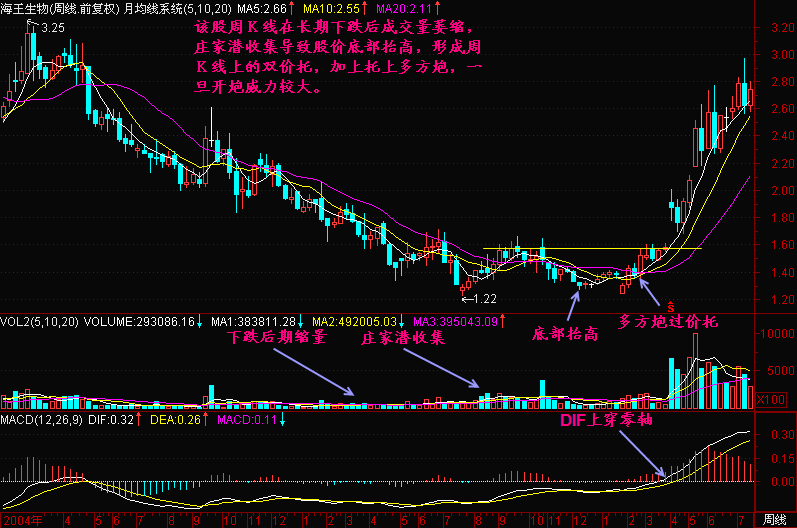 海王生物(周线.前复权) 月均线系统(5,10,20) MA5:2.66↑ MA10:2.55↑ MA20:2.11↑
该股周K线在长期下跌后成交量萎缩，
庄家潜收集导致股价底部抬高，形成周
K线上的双价托，加上托上多方炮，一
旦开炮威力较大。
3.25
3.20
3.00
2.80
2.60
2.40
2.20
2.00
1.80
1.60
1.40
1.20
1.22
底部抬高
多方炮过价托
VOL2(5,10,20) VOLUME:293086.16↓ MA1:383811.28↓ MA2:492005.03↓ MA3:395043.09↑
下跌后期缩量
庄家潜收集
10000
5000
X100
MACD(12,26,9) DIF:0.32↑ DEA:0.26↑ MACD:0.11↓
DIF上穿零轴
0.30
0.15
0.00
2004年 4 5 6 7 8 9 10 11 12 1 2 3 4 5 6 7 8 9 10 11 12 1 2 3 4 5 6 7 周线